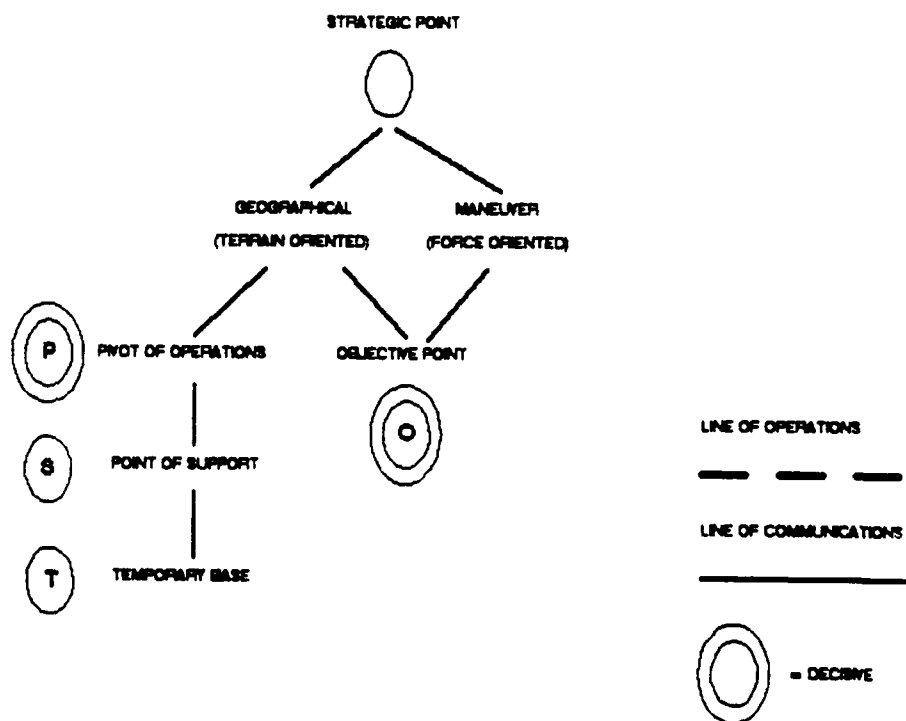 STRATEGIC POINT
GEOGRAPHICAL
(TERRAIN ORIENTED)
MANEUVER
(FORCE ORIENTED)
P
PIVOT OF OPERATIONS
OBJECTIVE POINT
O
S
POINT OF SUPPORT
T
TEMPORARY BASE
LINE OF OPERATIONS
LINE OF COMMUNICATIONS
= DECISIVE